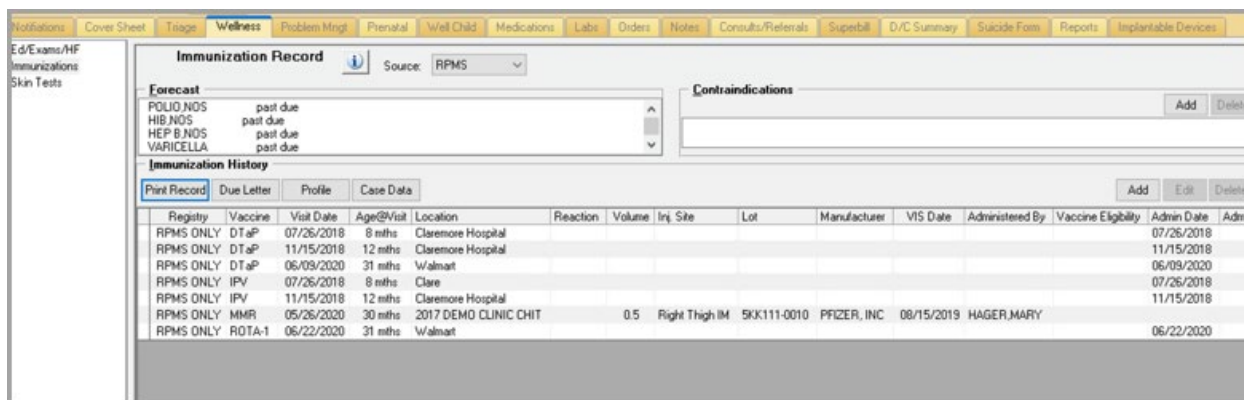 Notifiations Cover Sheet Triage Wellness Problem Mngt Prenatal Well Child Medications Labs Orders Notes Consults/Referrals Superbill D/C Summary Suicide Form Reports Implantable Devices
Ed/Exams/HF
Immunizations
Skin Tests
Immunization Record Source: RPMS
Forecast
POLIO,NOS past due
HIB,NOS past due
HEP B,NOS past due
VARICELLA past due
Contraindications
Add Delete
Immunization History
Print Record Due Letter Profile Case Data Add Edit Delete
Registry Vaccine Visit Date Age@Visit Location Reaction Volume Inj. Site Lot Manufacturer VIS Date Administered By Vaccine Eligibility Admin Date Adm
RPMS ONLY DTaP 07/26/2018 8 mths Claremore Hospital 07/26/2018
RPMS ONLY DTaP 11/15/2018 12 mths Claremore Hospital 11/15/2018
RPMS ONLY DTaP 06/09/2020 31 mths Walmart 06/09/2020
RPMS ONLY IPV 07/26/2018 8 mths Clare 07/26/2018
RPMS ONLY IPV 11/15/2018 12 mths Claremore Hospital 11/15/2018
RPMS ONLY MMR 05/26/2020 30 mths 2017 DEMO CLINIC CHIT 0.5 Right Thigh IM 5KK111-0010 PFIZER, INC 08/15/2019 HAGER,MARY
RPMS ONLY ROTA-1 06/22/2020 31 mths Walmart 06/22/2020